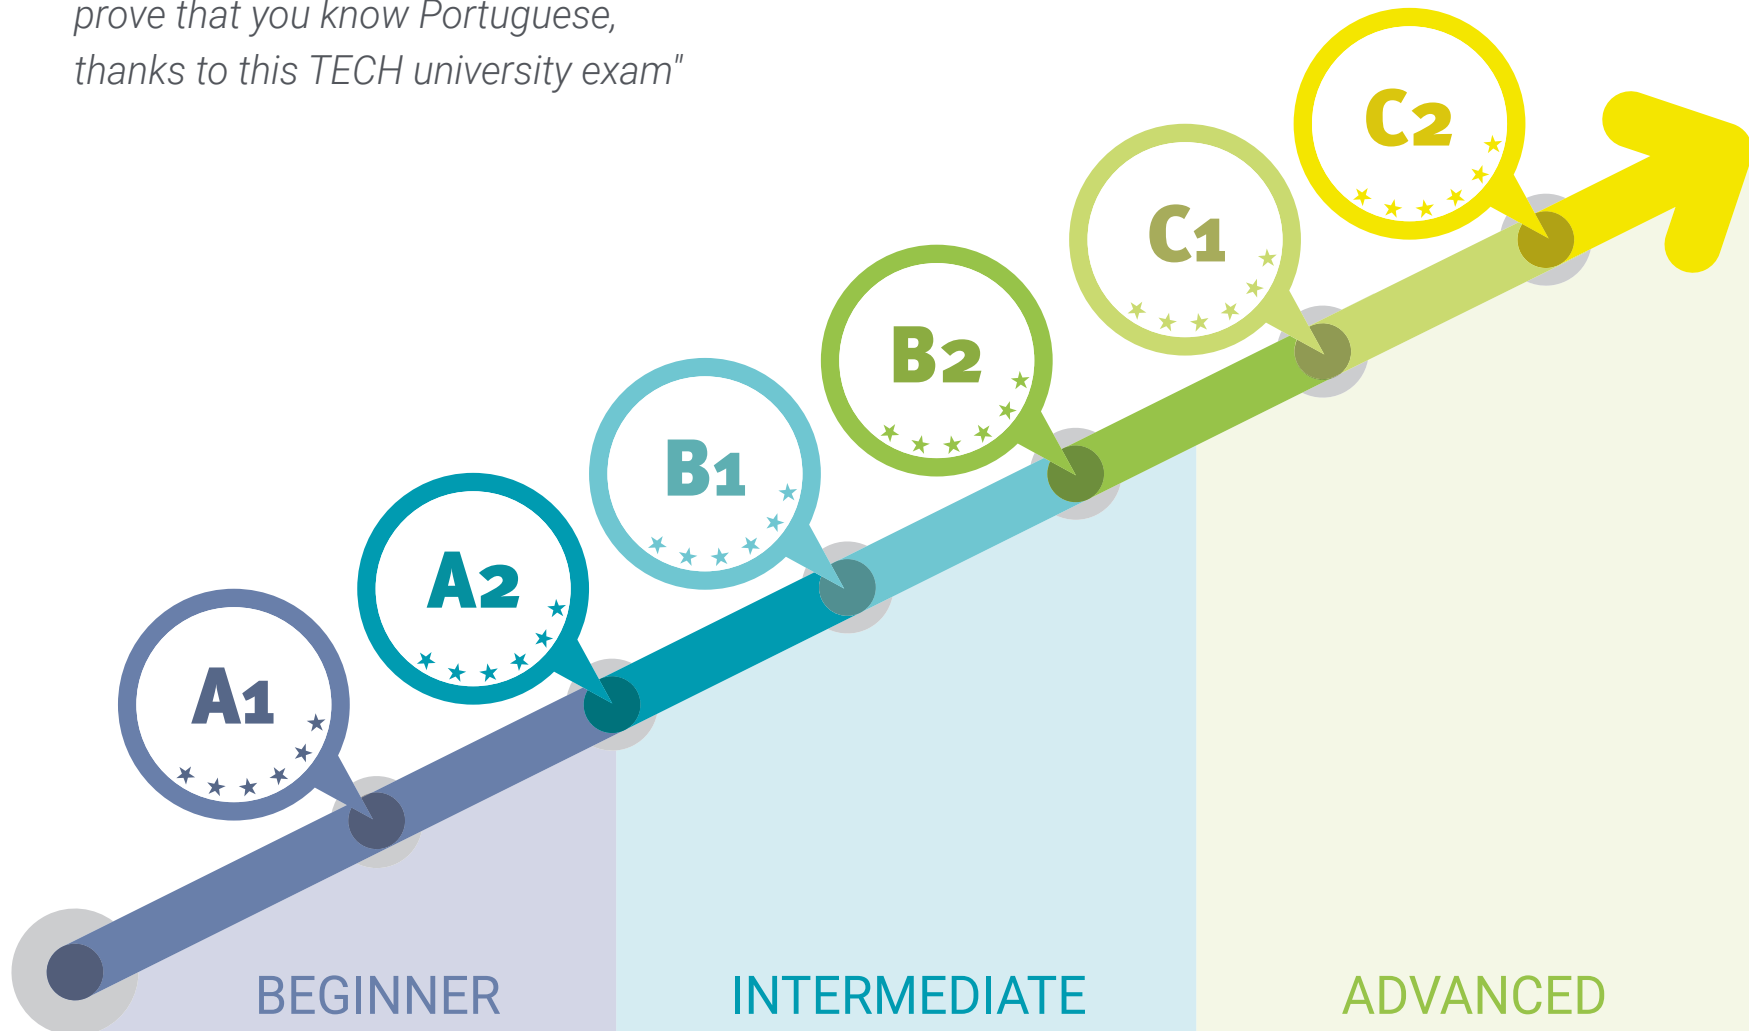 prove that you know Portuguese,
thanks to this TECH university exam"
C2
C1
B2
B1
A2
A1
BEGINNER
INTERMEDIATE
ADVANCED